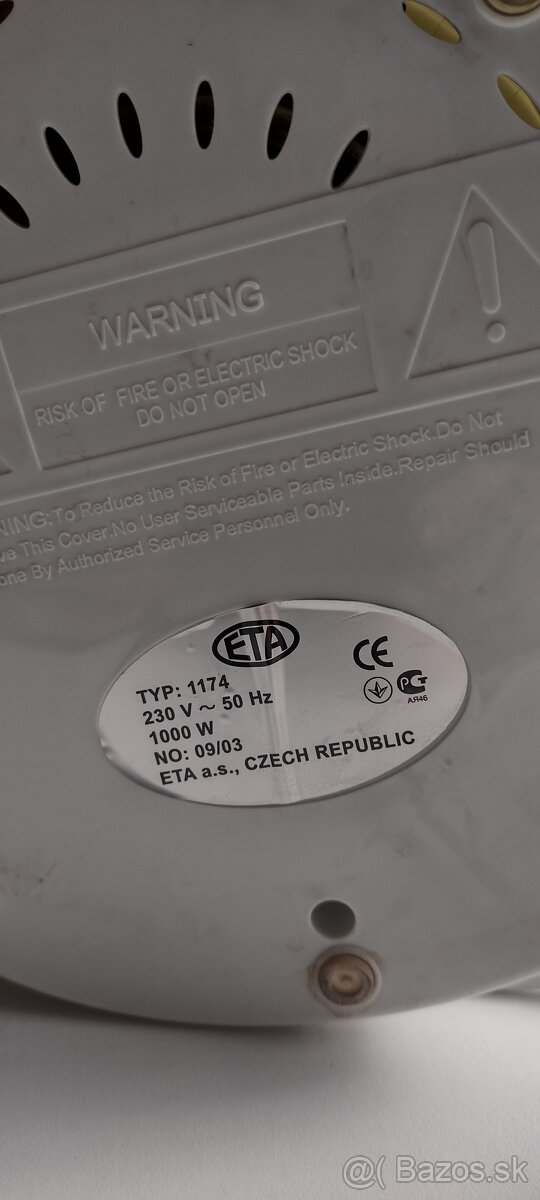 WARNING
RISK OF FIRE OR ELECTRIC SHOCK
DO NOT OPEN
NING:To Reduce the Risk of Fire or Electric Shock.Do Not
ve This Cover.No User Serviceable Parts Inside.Repair Should
one By Authorized Service Personnel Only.
ETA
CE
TYP: 1174
230 V ~ 50 Hz
1000 W
NO: 09/03
ETA a.s., CZECH REPUBLIC
РСТ
АЯ46
@( Bazos.sk